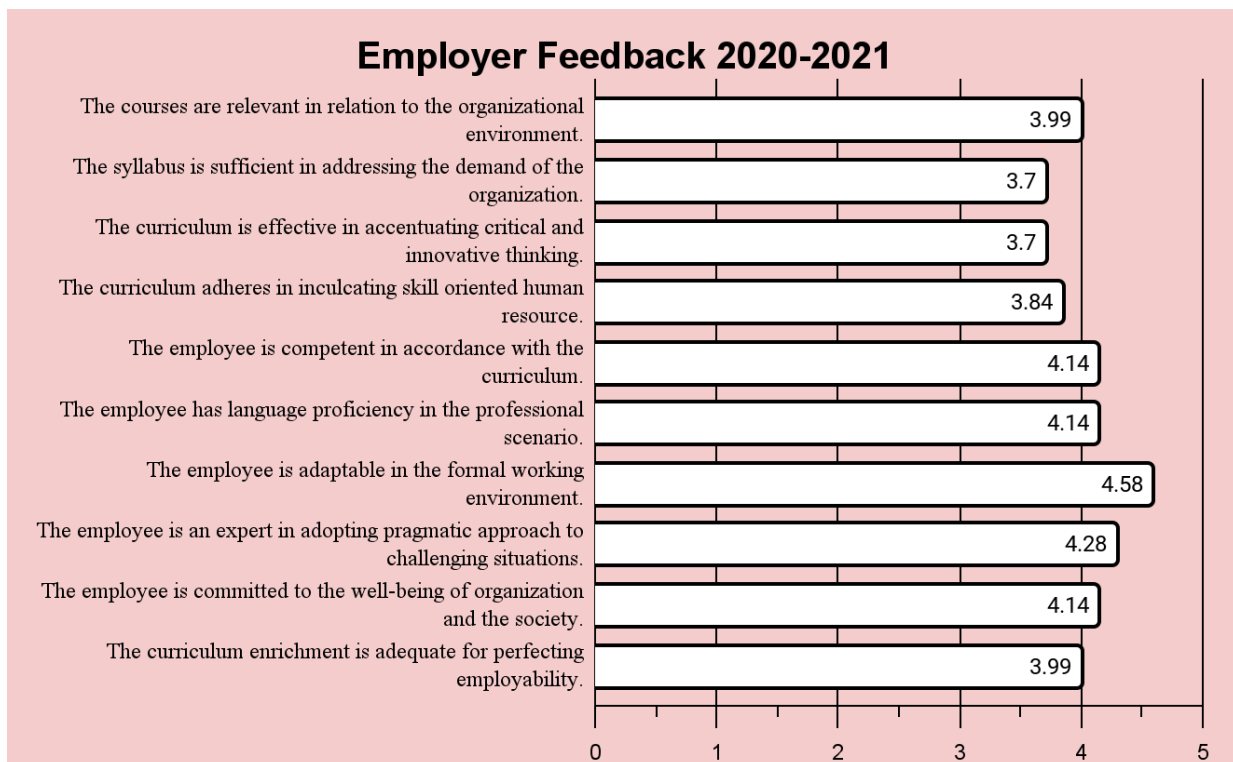 Employer Feedback 2020-2021
The courses are relevant in relation to the organizational
environment.
3.99
The syllabus is sufficient in addressing the demand of the
organization.
3.7
The curriculum is effective in accentuating critical and
innovative thinking.
3.7
The curriculum adheres in inculcating skill oriented human
resource.
3.84
The employee is competent in accordance with the
curriculum.
4.14
The employee has language proficiency in the professional
scenario.
4.14
The employee is adaptable in the formal working
environment.
4.58
The employee is an expert in adopting pragmatic approach to
challenging situations.
4.28
The employee is committed to the well-being of organization
and the society.
4.14
The curriculum enrichment is adequate for perfecting
employability.
3.99
0 1 2 3 4 5